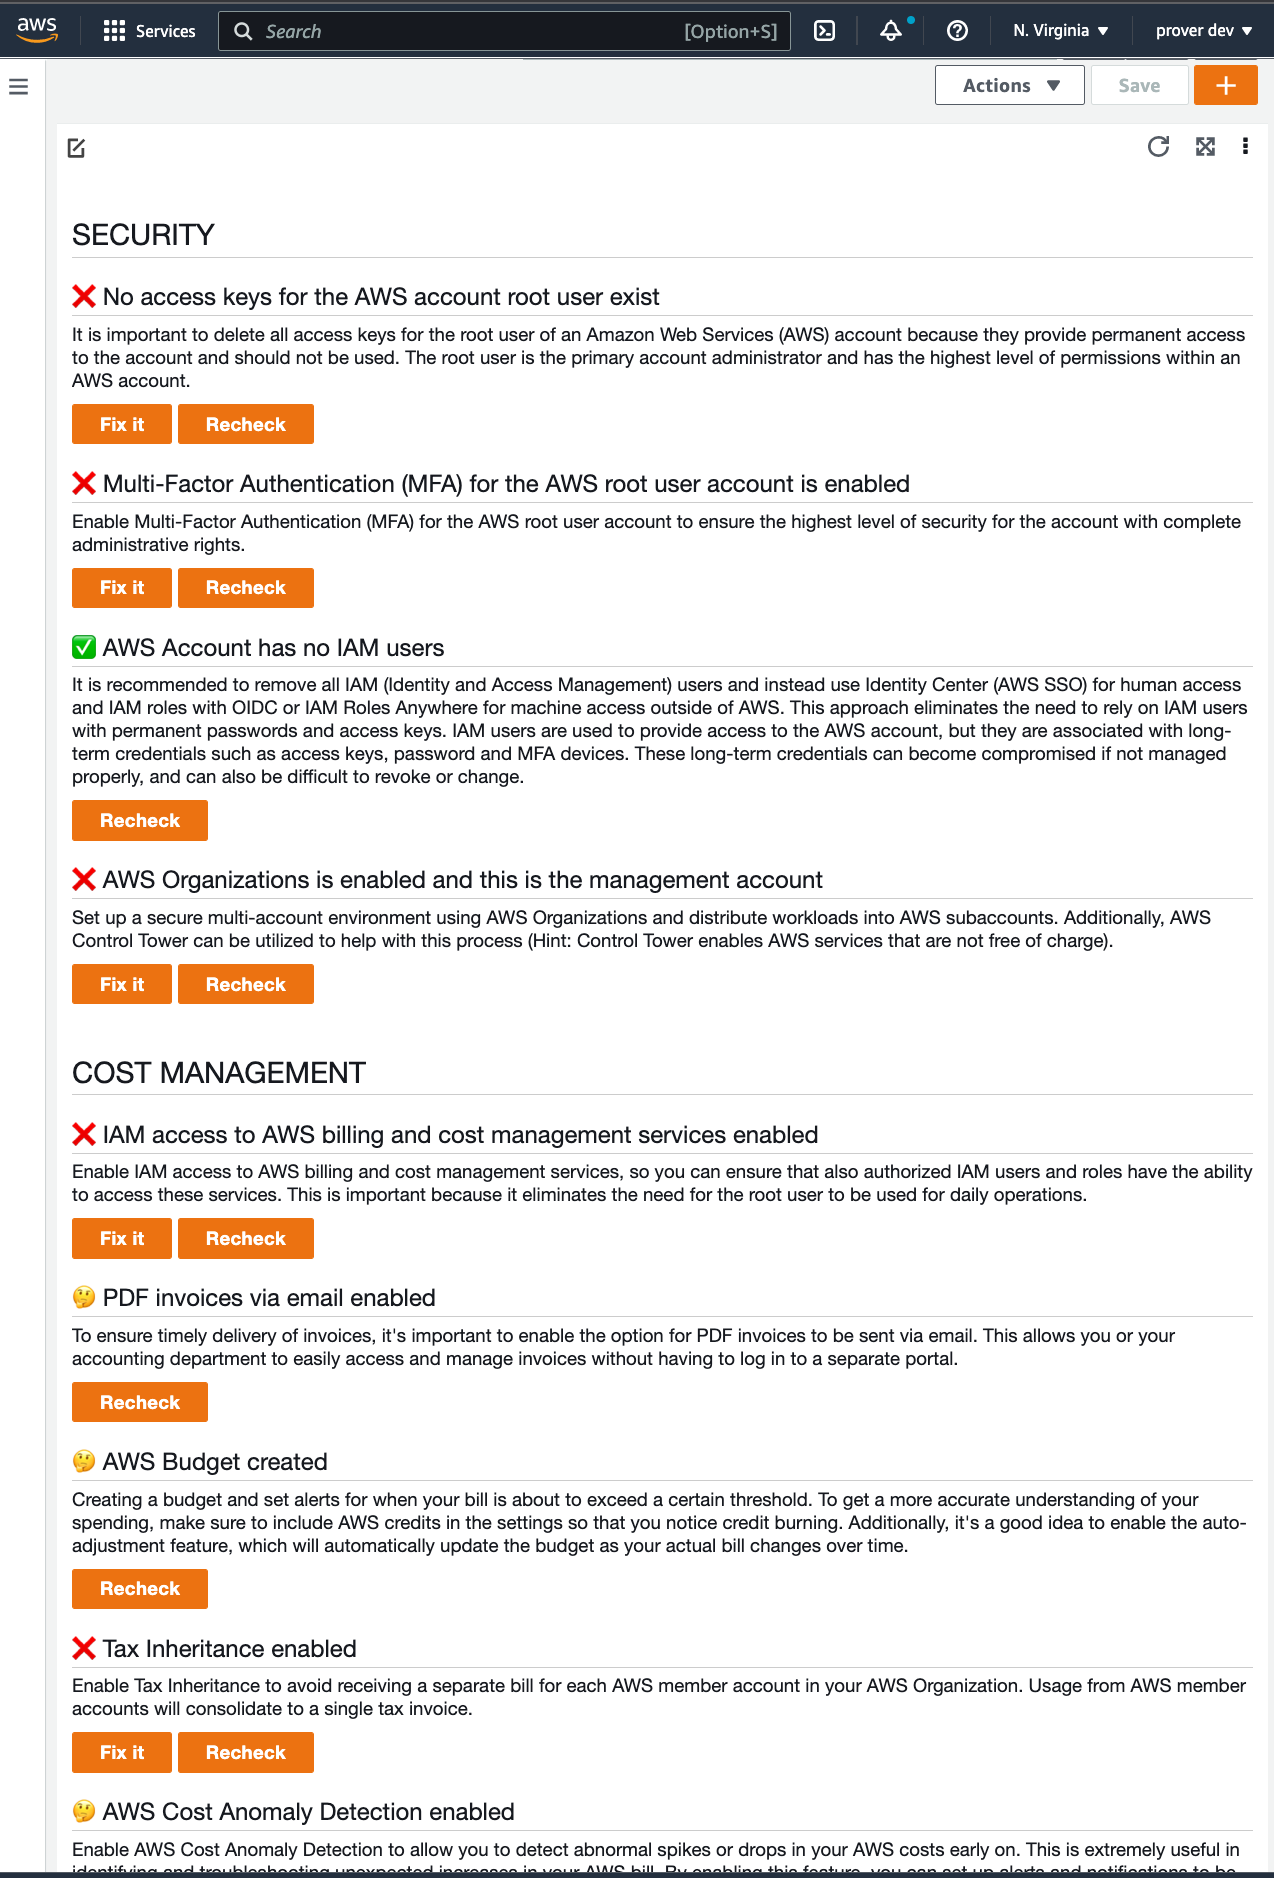 aws
Services
Search
[Option+S]
N. Virginia
prover dev
Actions
Save
SECURITY
No access keys for the AWS account root user exist
It is important to delete all access keys for the root user of an Amazon Web Services (AWS) account because they provide permanent access
to the account and should not be used. The root user is the primary account administrator and has the highest level of permissions within an
AWS account.
Fix it
Recheck
Multi-Factor Authentication (MFA) for the AWS root user account is enabled
Enable Multi-Factor Authentication (MFA) for the AWS root user account to ensure the highest level of security for the account with complete
administrative rights.
Fix it
Recheck
AWS Account has no IAM users
It is recommended to remove all IAM (Identity and Access Management) users and instead use Identity Center (AWS SSO) for human access
and IAM roles with OIDC or IAM Roles Anywhere for machine access outside of AWS. This approach eliminates the need to rely on IAM users
with permanent passwords and access keys. IAM users are used to provide access to the AWS account, but they are associated with long-
term credentials such as access keys, password and MFA devices. These long-term credentials can become compromised if not managed
properly, and can also be difficult to revoke or change.
Recheck
AWS Organizations is enabled and this is the management account
Set up a secure multi-account environment using AWS Organizations and distribute workloads into AWS subaccounts. Additionally, AWS
Control Tower can be utilized to help with this process (Hint: Control Tower enables AWS services that are not free of charge).
Fix it
Recheck
COST MANAGEMENT
IAM access to AWS billing and cost management services enabled
Enable IAM access to AWS billing and cost management services, so you can ensure that also authorized IAM users and roles have the ability
to access these services. This is important because it eliminates the need for the root user to be used for daily operations.
Fix it
Recheck
PDF invoices via email enabled
To ensure timely delivery of invoices, it's important to enable the option for PDF invoices to be sent via email. This allows you or your
accounting department to easily access and manage invoices without having to log in to a separate portal.
Recheck
AWS Budget created
Creating a budget and set alerts for when your bill is about to exceed a certain threshold. To get a more accurate understanding of your
spending, make sure to include AWS credits in the settings so that you notice credit burning. Additionally, it's a good idea to enable the auto-
adjustment feature, which will automatically update the budget as your actual bill changes over time.
Recheck
Tax Inheritance enabled
Enable Tax Inheritance to avoid receiving a separate bill for each AWS member account in your AWS Organization. Usage from AWS member
accounts will consolidate to a single tax invoice.
Fix it
Recheck
AWS Cost Anomaly Detection enabled
Enable AWS Cost Anomaly Detection to allow you to detect abnormal spikes or drops in your AWS costs early on. This is extremely useful in
identifying and troubleshooting unexpected increases in your AWS bill. By enabling this feature, you can set up alerts and notifications to be